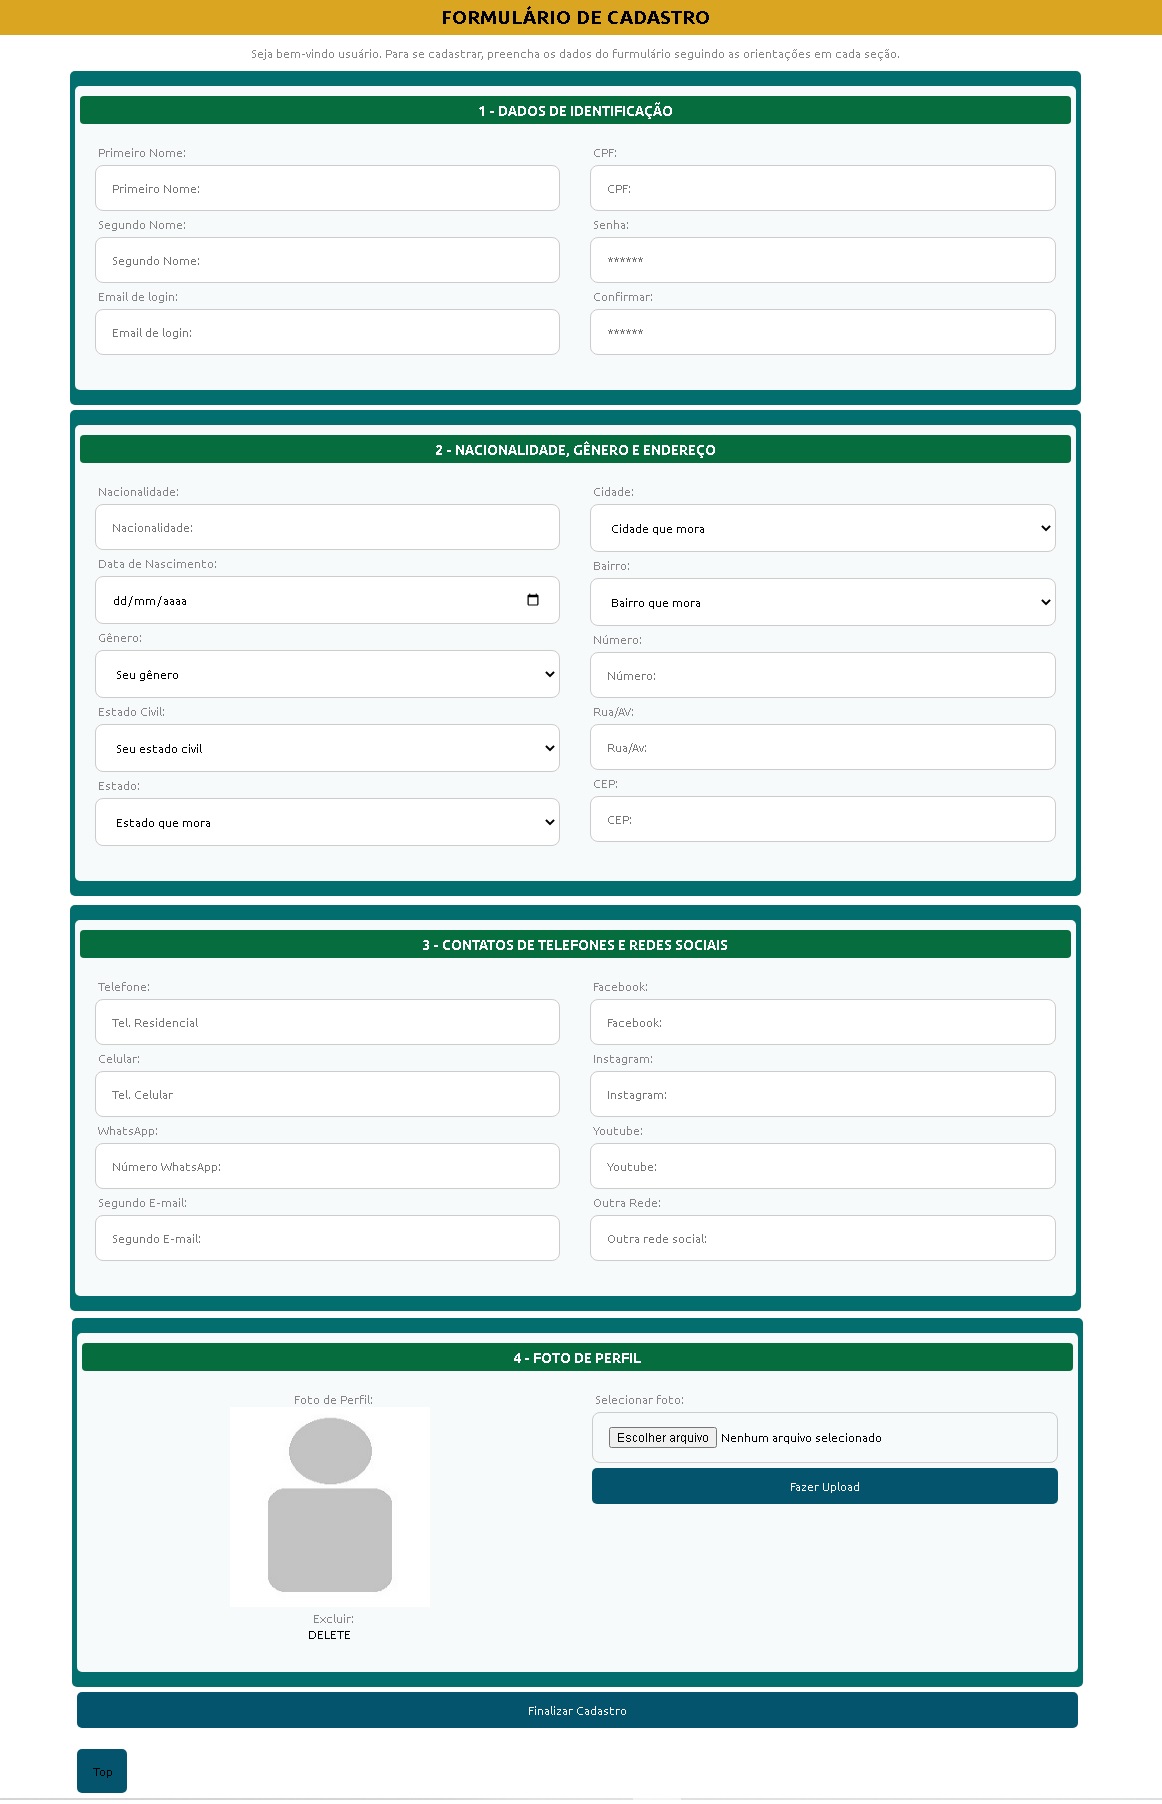 FORMULÁRIO DE CADASTRO
Seja bem-vindo usuário. Para se cadastrar, preencha os dados do furmulário seguindo as orientações em cada seção.
1 - DADOS DE IDENTIFICAÇÃO
Primeiro Nome:
Primeiro Nome:
Segundo Nome:
Segundo Nome:
Email de login:
Email de login:
CPF:
CPF:
Senha:
******
Confirmar:
******
2 - NACIONALIDADE, GÊNERO E ENDEREÇO
Nacionalidade:
Nacionalidade:
Data de Nascimento:
dd/mm/aaaa
Gênero:
Seu gênero
Estado Civil:
Seu estado civil
Estado:
Estado que mora
Cidade:
Cidade que mora
Bairro:
Bairro que mora
Número:
Número:
Rua/AV:
Rua/Av:
CEP:
CEP:
3 - CONTATOS DE TELEFONES E REDES SOCIAIS
Telefone:
Tel. Residencial
Celular:
Tel. Celular
WhatsApp:
Número WhatsApp:
Segundo E-mail:
Segundo E-mail:
Facebook:
Facebook:
Instagram:
Instagram:
Youtube:
Youtube:
Outra Rede:
Outra rede social:
4 - FOTO DE PERFIL
Foto de Perfil:
Excluir:
DELETE
Selecionar foto:
Escolher arquivo Nenhum arquivo selecionado
Fazer Upload
Finalizar Cadastro
Top